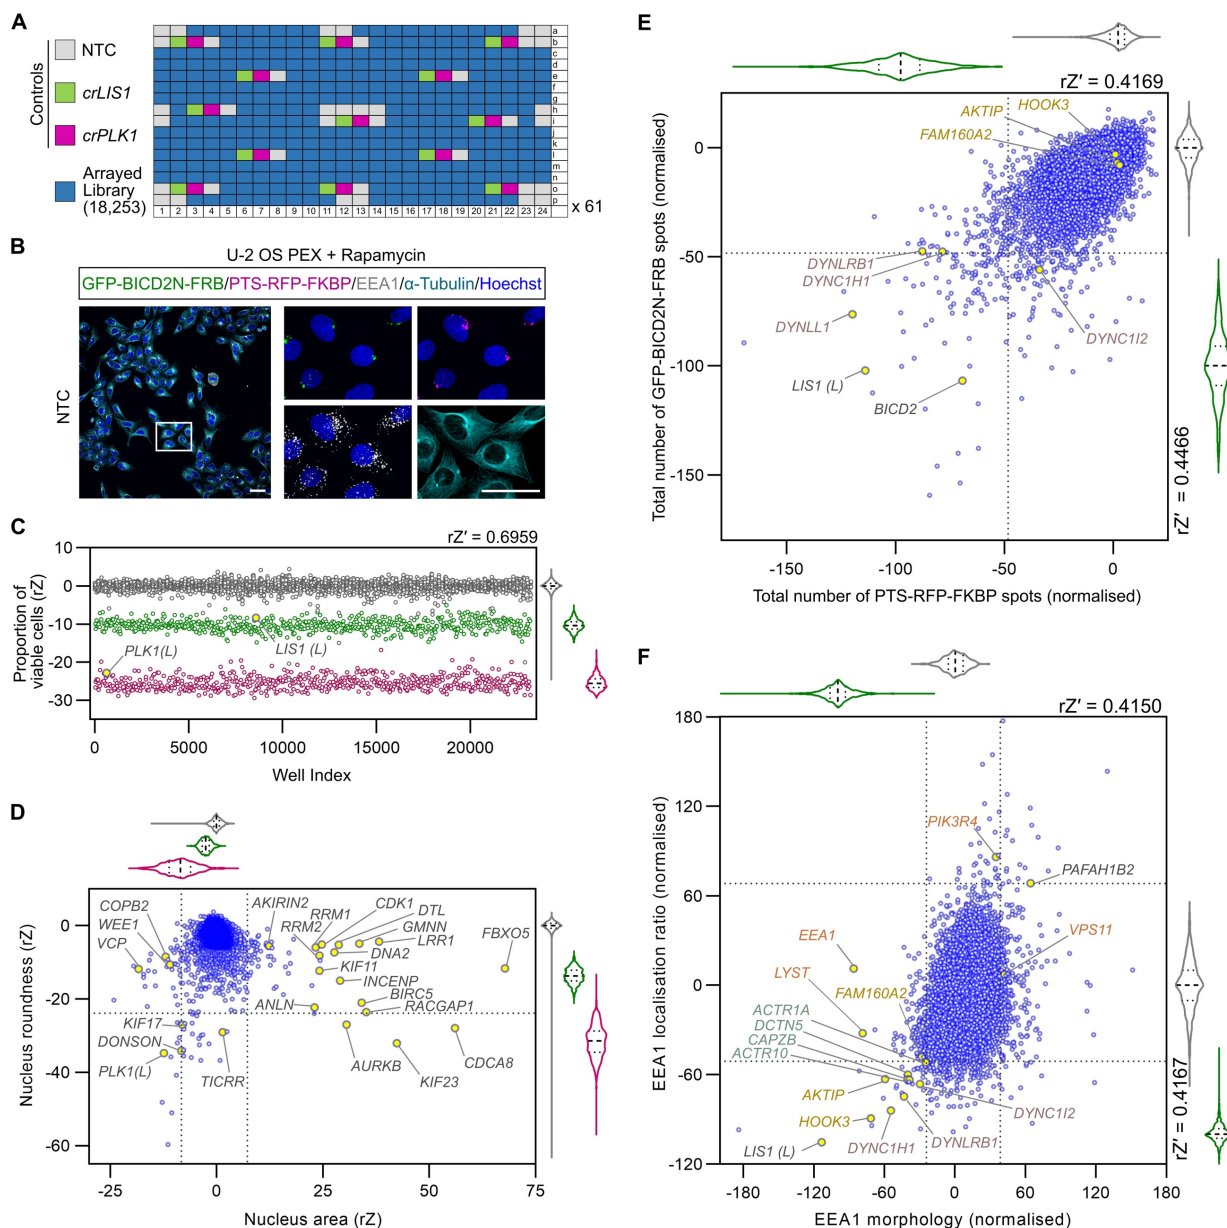 A
Controls
NTC
crLIS1
crPLK1
Arrayed
Library
(18,253)
a
b
c
d
e
f
g
h
i
j
k
l
m
n
o
p
1 2 3 4 5 6 7 8 9 10 11 12 13 14 15 16 17 18 19 20 21 22 23 24
x 61
B
U-2 OS PEX + Rapamycin
GFP-BICD2N-FRB/PTS-RFP-FKBP/EEA1/α-Tubulin/Hoechst
NTC
C
rZ′ = 0.6959
Proportion of
viable cells (rZ)
10
0
-10
-20
-30
PLK1(L)
LIS1 (L)
0 5000 10000 15000 20000
Well Index
D
Nucleus roundness (rZ)
0
-20
-40
-60
COPB2
WEE1
VCP
AKIRIN2
RRM1
RRM2
CDK1
DTL
GMNN
LRR1
DNA2
FBXO5
KIF11
INCENP
BIRC5
RACGAP1
ANLN
KIF17
DONSON
PLK1(L)
TICRR
AURKB
KIF23
CDCA8
-25 0 25 50 75
Nucleus area (rZ)
E
rZ′ = 0.4169
Total number of GFP-BICD2N-FRB spots (normalised)
0
-50
-100
-150
AKTIP
HOOK3
FAM160A2
DYNLRB1
DYNC1H1
DYNLL1
DYNC1I2
LIS1 (L)
BICD2
rZ′ = 0.4466
-150 -100 -50 0
Total number of PTS-RFP-FKBP spots (normalised)
F
rZ′ = 0.4150
EEA1 localisation ratio (normalised)
180
120
60
0
-60
-120
PIK3R4
PAFAH1B2
EEA1
VPS11
LYST
FAM160A2
ACTR1A
DCTN5
CAPZB
ACTR10
AKTIP
DYNC1I2
HOOK3
DYNLRB1
DYNC1H1
LIS1 (L)
rZ′ = 0.4167
-180 -120 -60 0 60 120 180
EEA1 morphology (normalised)